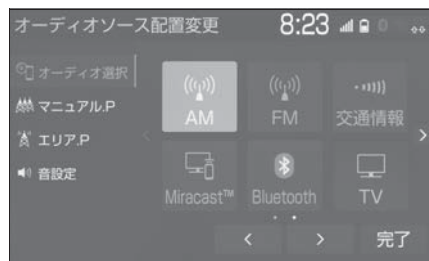 オーディオソース配置変更 8:23
オーディオ選択
マニュアル.P
エリア.P
音設定
AM FM 交通情報
Miracast™ Bluetooth TV
< > 完了